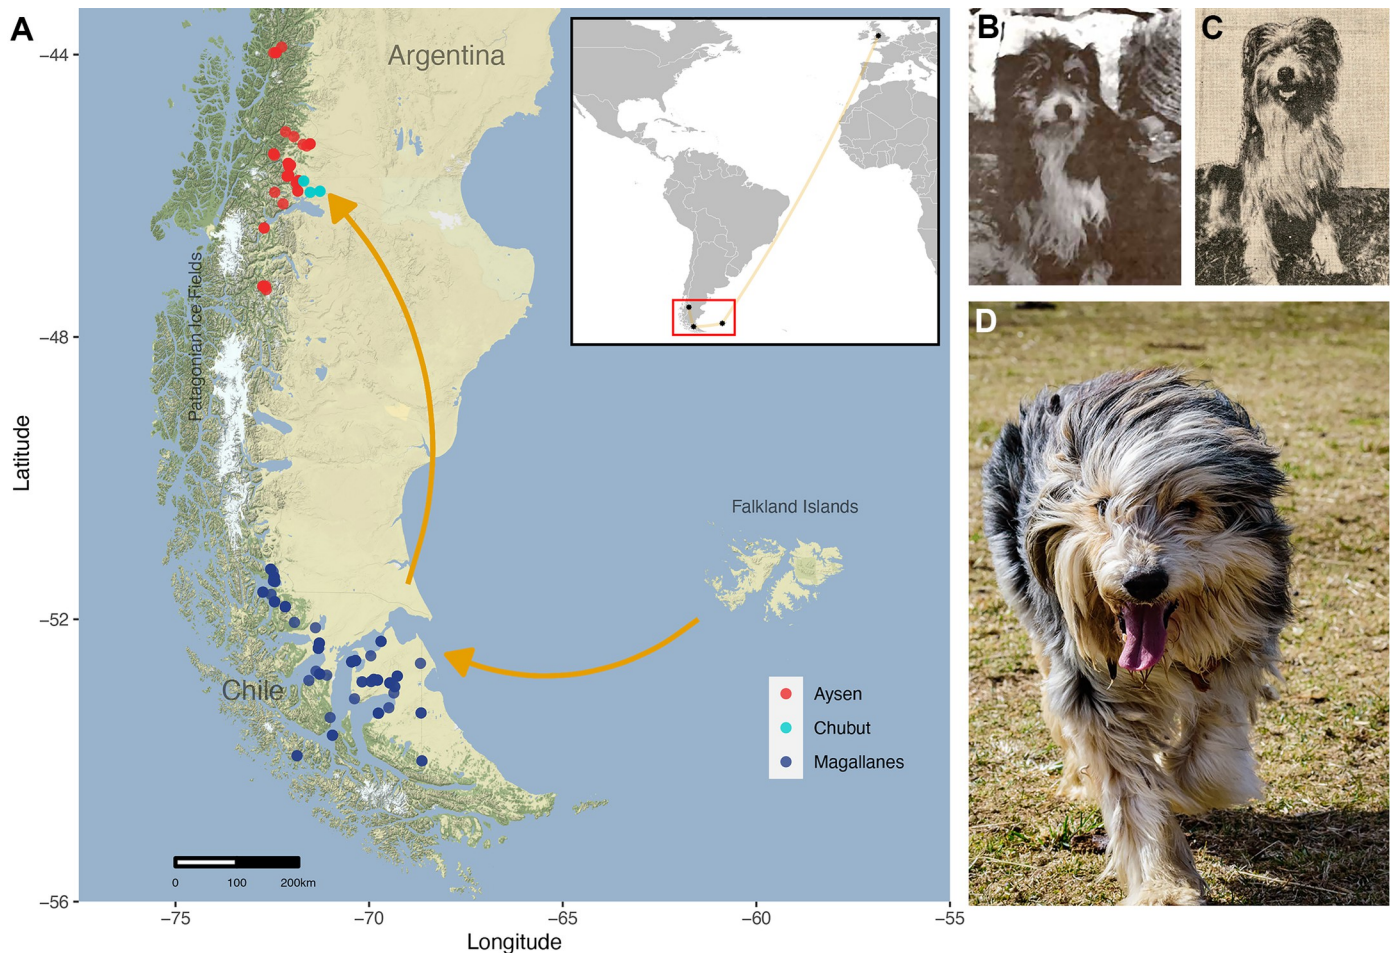 A
B
C
D
Argentina
Patagonian Ice Fields
Falkland Islands
Chile
Aysen
Chubut
Magallanes
0 100 200km
−44
−48
−52
−56
Latitude
−75 −70 −65 −60 −55
Longitude